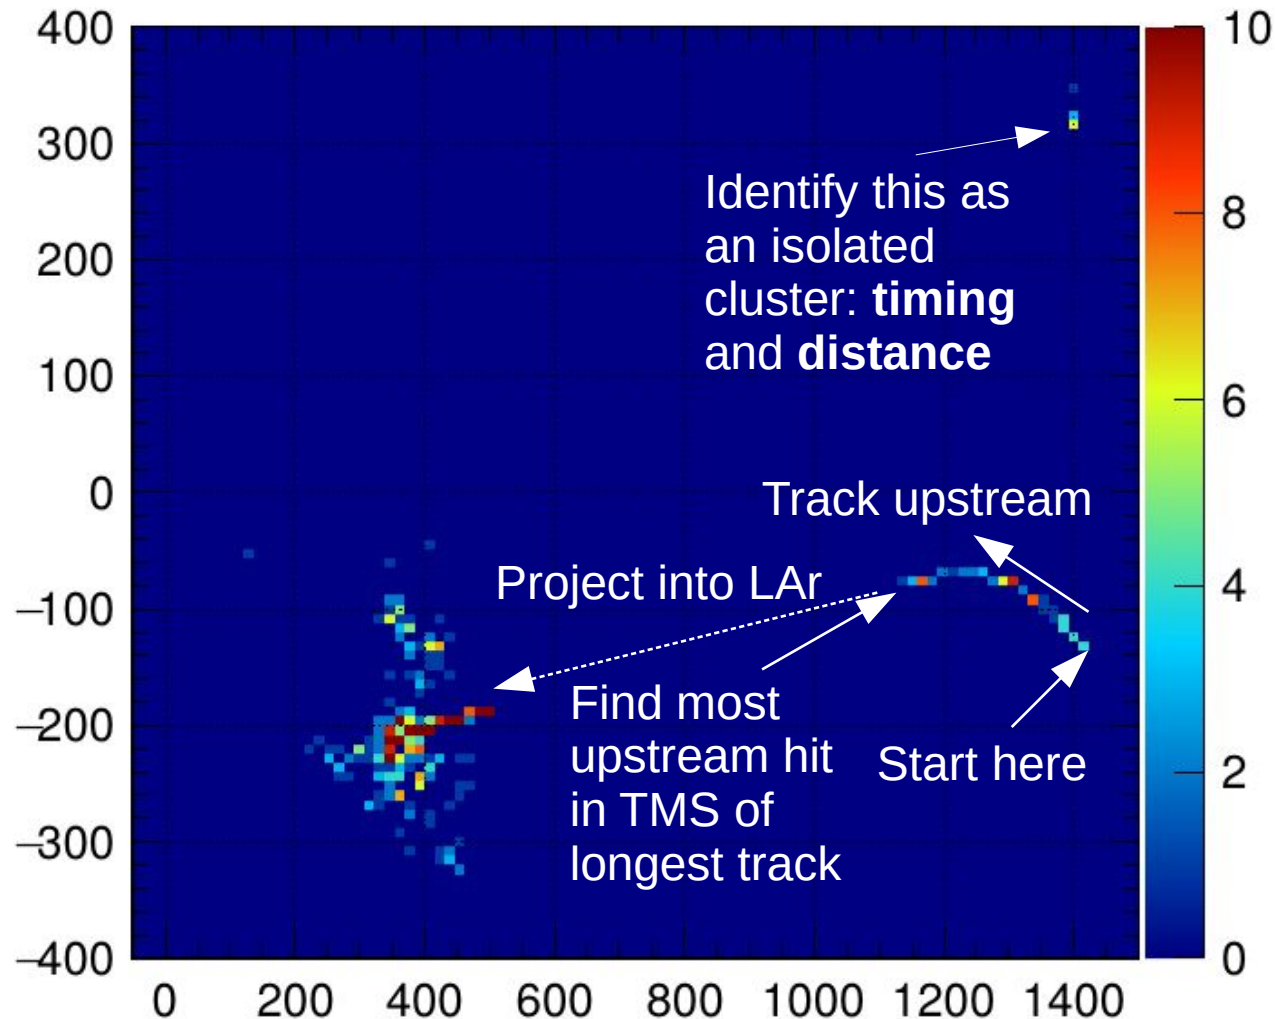 400
300
200
100
0
−100
−200
−300
−400
0
200
400
600
800
1000
1200
1400
10
8
6
4
2
0
Identify this as
an isolated
cluster: timing
and distance
Track upstream
Project into LAr
Find most
upstream hit
in TMS of
longest track
Start here